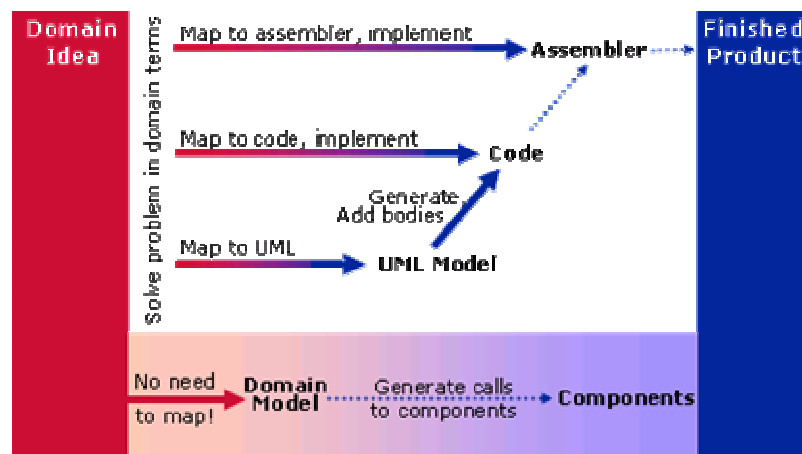 Domain
Idea
Solve problem in domain terms
Map to assembler, implement
Assembler
Finished
Product
Map to code, implement
Code
Generate,
Add bodies
Map to UML
UML Model
No need
to map!
Domain
Model
Generate calls
to components
Components